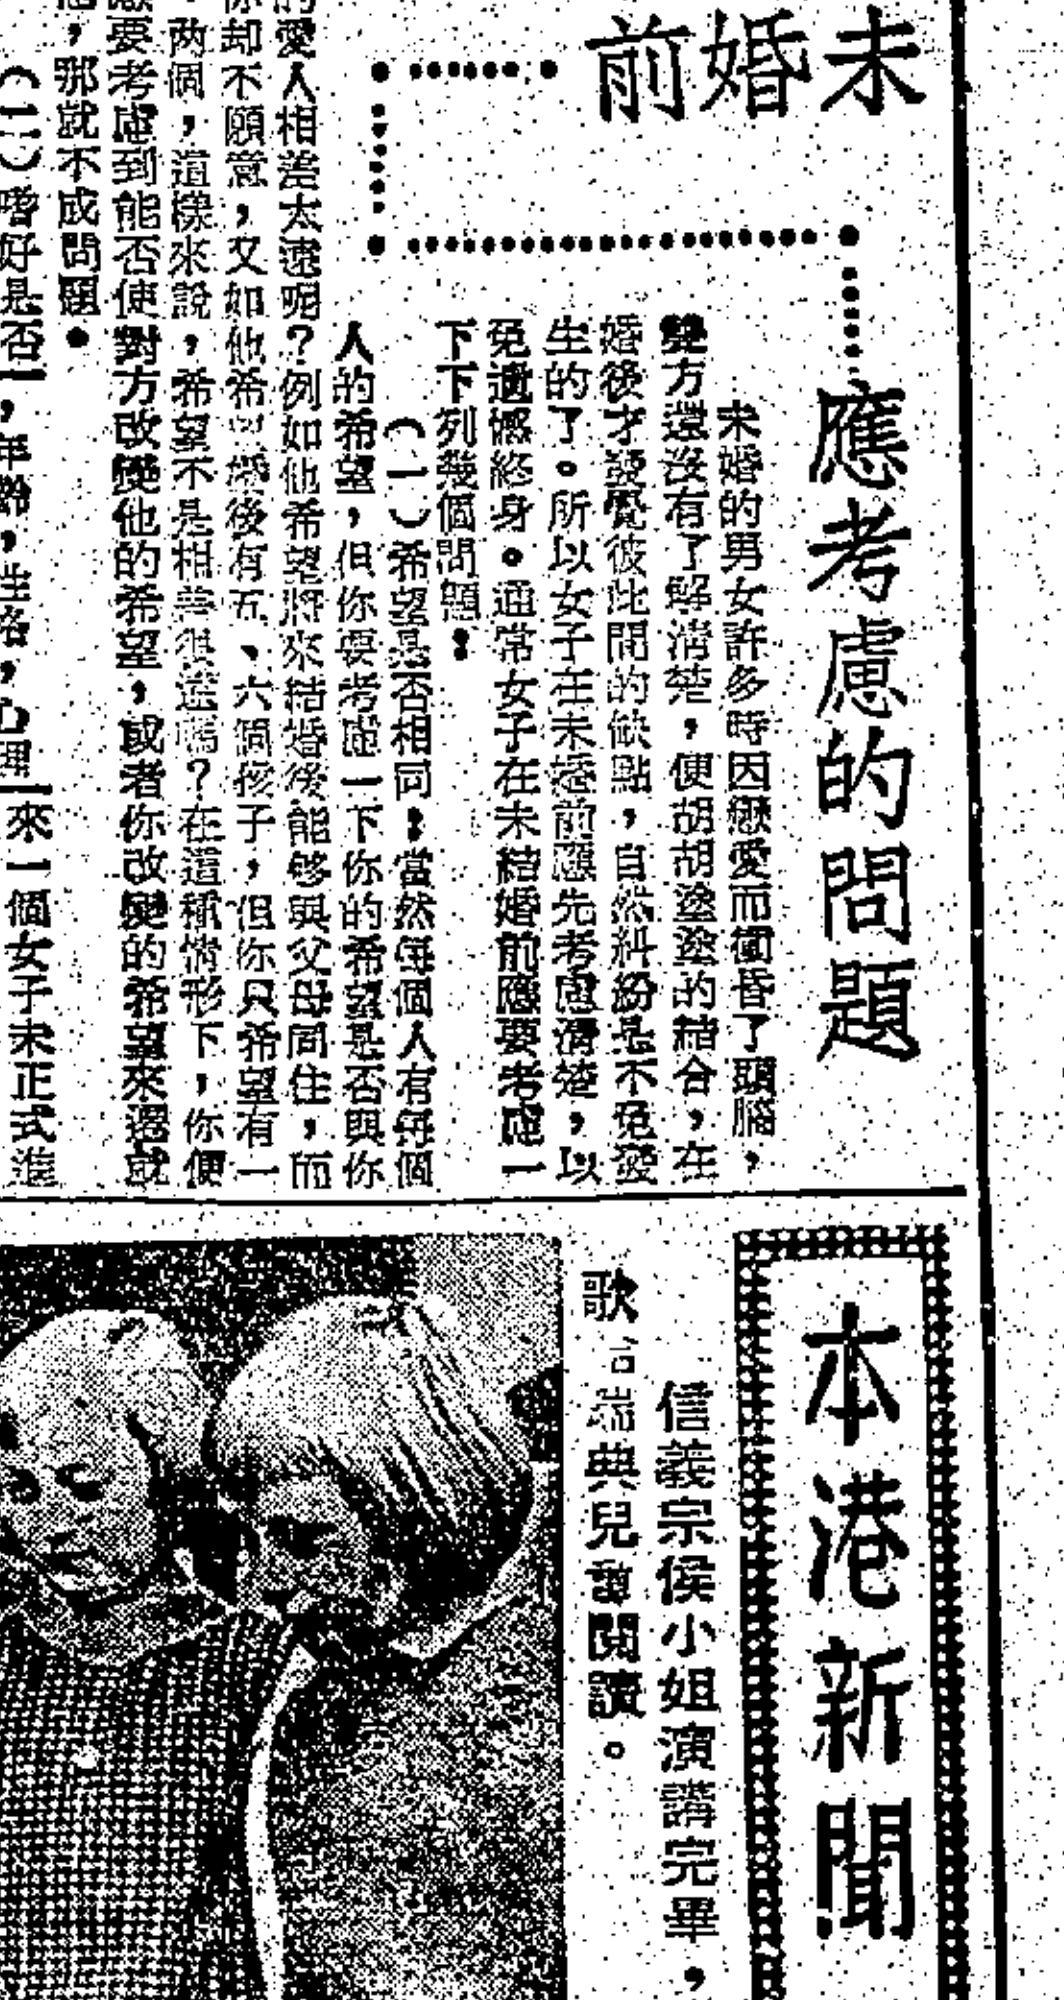 未婚前
應考慮的問題
未婚的男女許多時因戀愛而衝昏了頭腦，
雙方還沒有了解清楚，便胡胡塗塗的結合，在
婚後才發覺彼此間的缺點，自然糾紛是不免發
生的了。所以女子在未婚前應先考慮清楚，以
免遺憾終身。通常女子在未結婚前應要考慮一
下下列幾個問題：
（一）希望是否相同；當然每個人有每個
人的希望，但你要考慮一下你的希望是否與你
的愛人相差太遠呢？例如他希望將來結婚後能够與父母同住，而
你却不願意，又如他希望婚後有五、六個孩子，但你只希望有一
、两個，這樣來說，希望不是相差很遠嗎？在這種情形下，你便
要考慮到能否使對方改變他的希望，或者你改變的希望來遷就
，那就不成問題。
（二）嗜好是否一，年齡，性格，心理
來一個女子未正式進
本港新聞
信義宗侯小姐演講完畢，
歌 瑞典兒童閱讀。